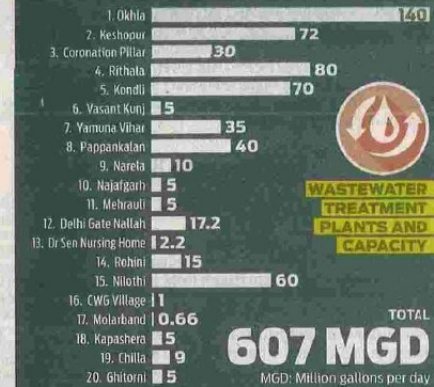 1. Okhla 140
2. Keshopur 72
3. Coronation Pillar 30
4. Rithala 80
5. Kondli 70
6. Vasant Kunj 5
7. Yamuna Vihar 35
8. Pappankalan 40
9. Narela 10
10. Najafgarh 5
11. Mehrauli 5
12. Delhi Gate Nallah 17.2
13. Dr Sen Nursing Home 2.2
14. Rohini 15
15. Nilothi 60
16. CWG Village 1
17. Molarband 0.66
18. Kapashera 5
19. Chilla 9
20. Ghitorni 5
WASTEWATER
TREATMENT
PLANTS AND
CAPACITY
TOTAL
607 MGD
MGD: Million gallons per day